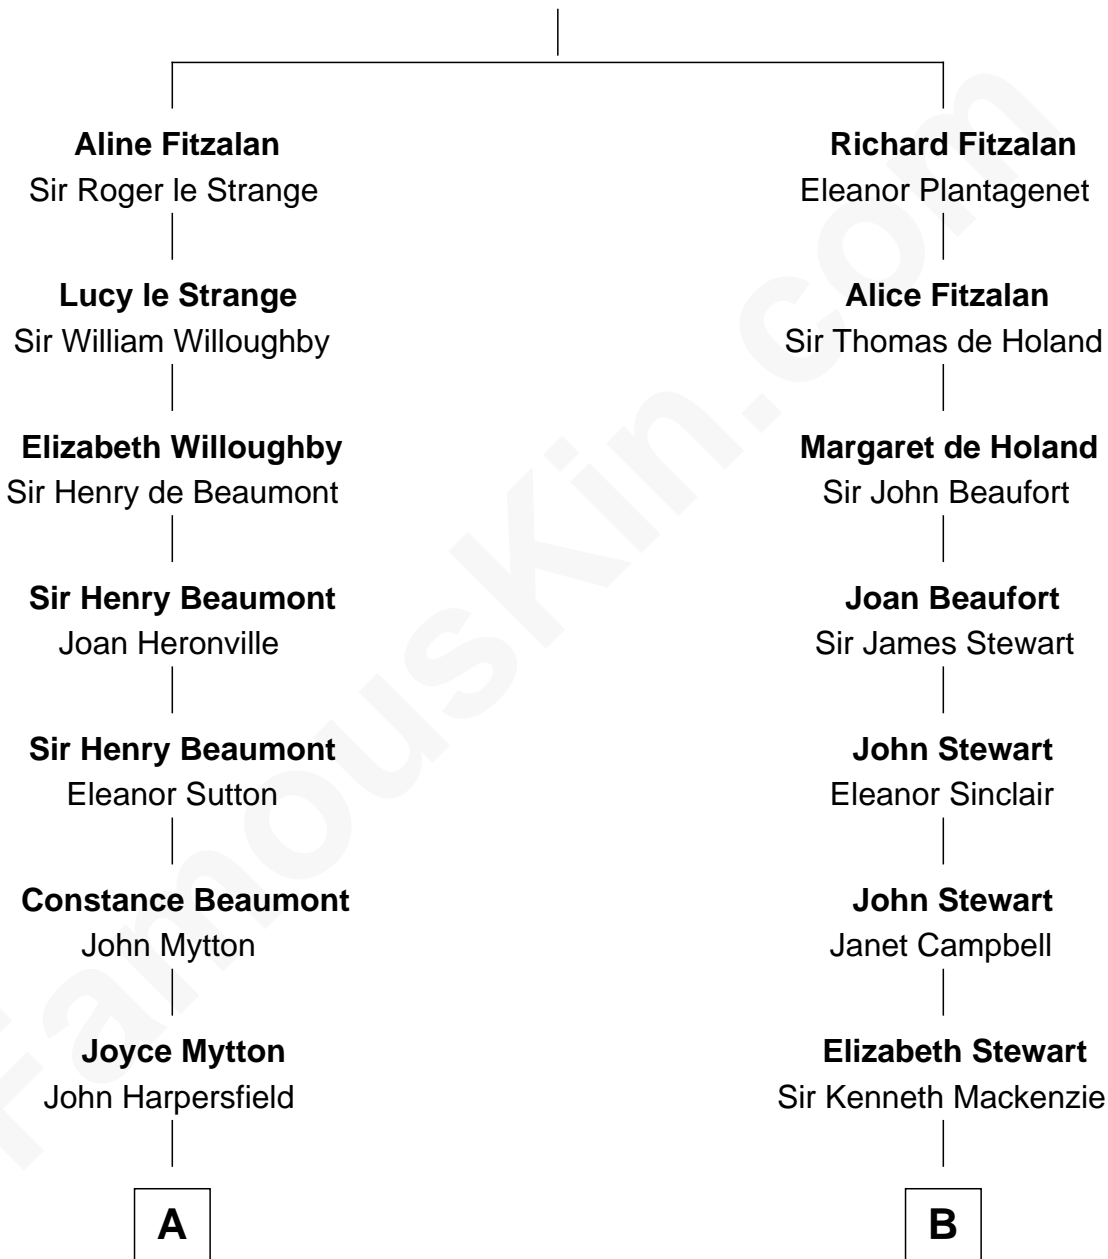 Aline Fitzalan
Sir Roger le Strange
Lucy le Strange
Sir William Willoughby
Elizabeth Willoughby
Sir Henry de Beaumont
Sir Henry Beaumont
Joan Heronville
Sir Henry Beaumont
Eleanor Sutton
Constance Beaumont
John Mytton
Joyce Mytton
John Harpersfield
A
Richard Fitzalan
Eleanor Plantagenet
Alice Fitzalan
Sir Thomas de Holand
Margaret de Holand
Sir John Beaufort
Joan Beaufort
Sir James Stewart
John Stewart
Eleanor Sinclair
John Stewart
Janet Campbell
Elizabeth Stewart
Sir Kenneth Mackenzie
B
FamousKin.com